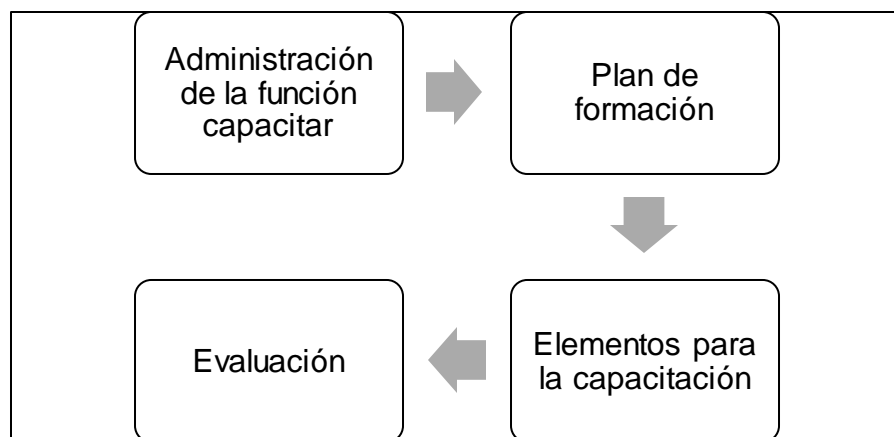 Administración
de la función
capacitar
Plan de
formación
Elementos para
la capacitación
Evaluación